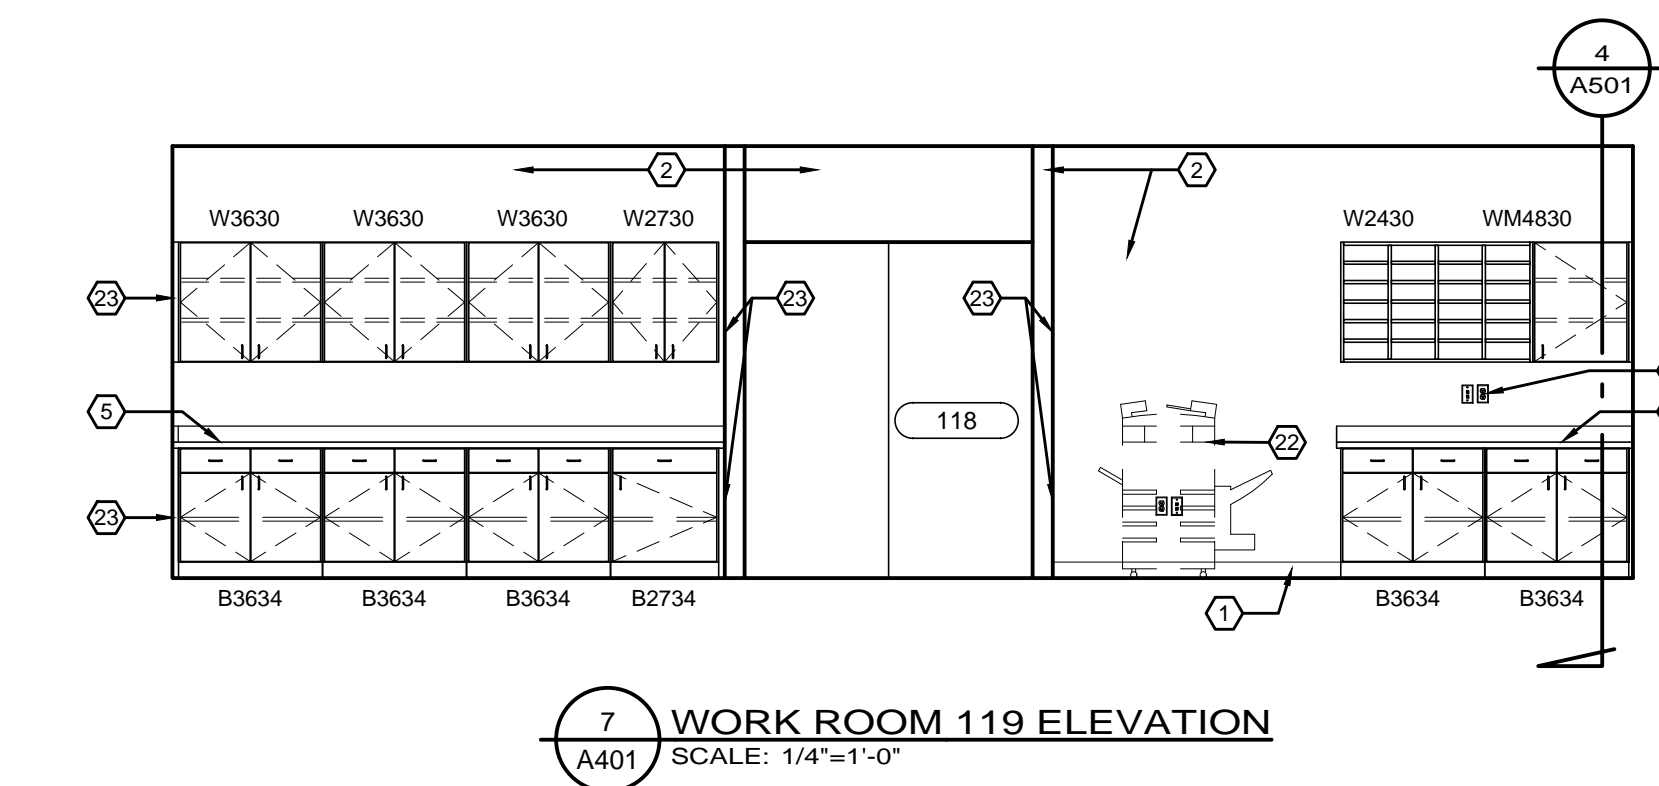 4
A501
2
2
W3630
W3630
W3630
W2730
W2430
WM4830
23
23
23
5
118
22
23
B3634
B3634
B3634
B2734
1
B3634
B3634
7
A401
WORK ROOM 119 ELEVATION
SCALE: 1/4"=1'-0"